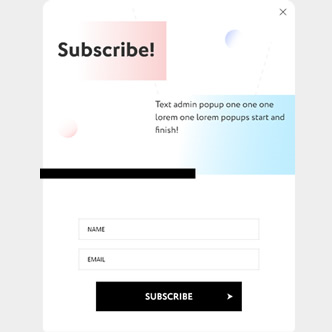 Subscribe!
Text admin popup one one one
lorem one lorem popups start and
finish!
NAME
EMAIL
SUBSCRIBE